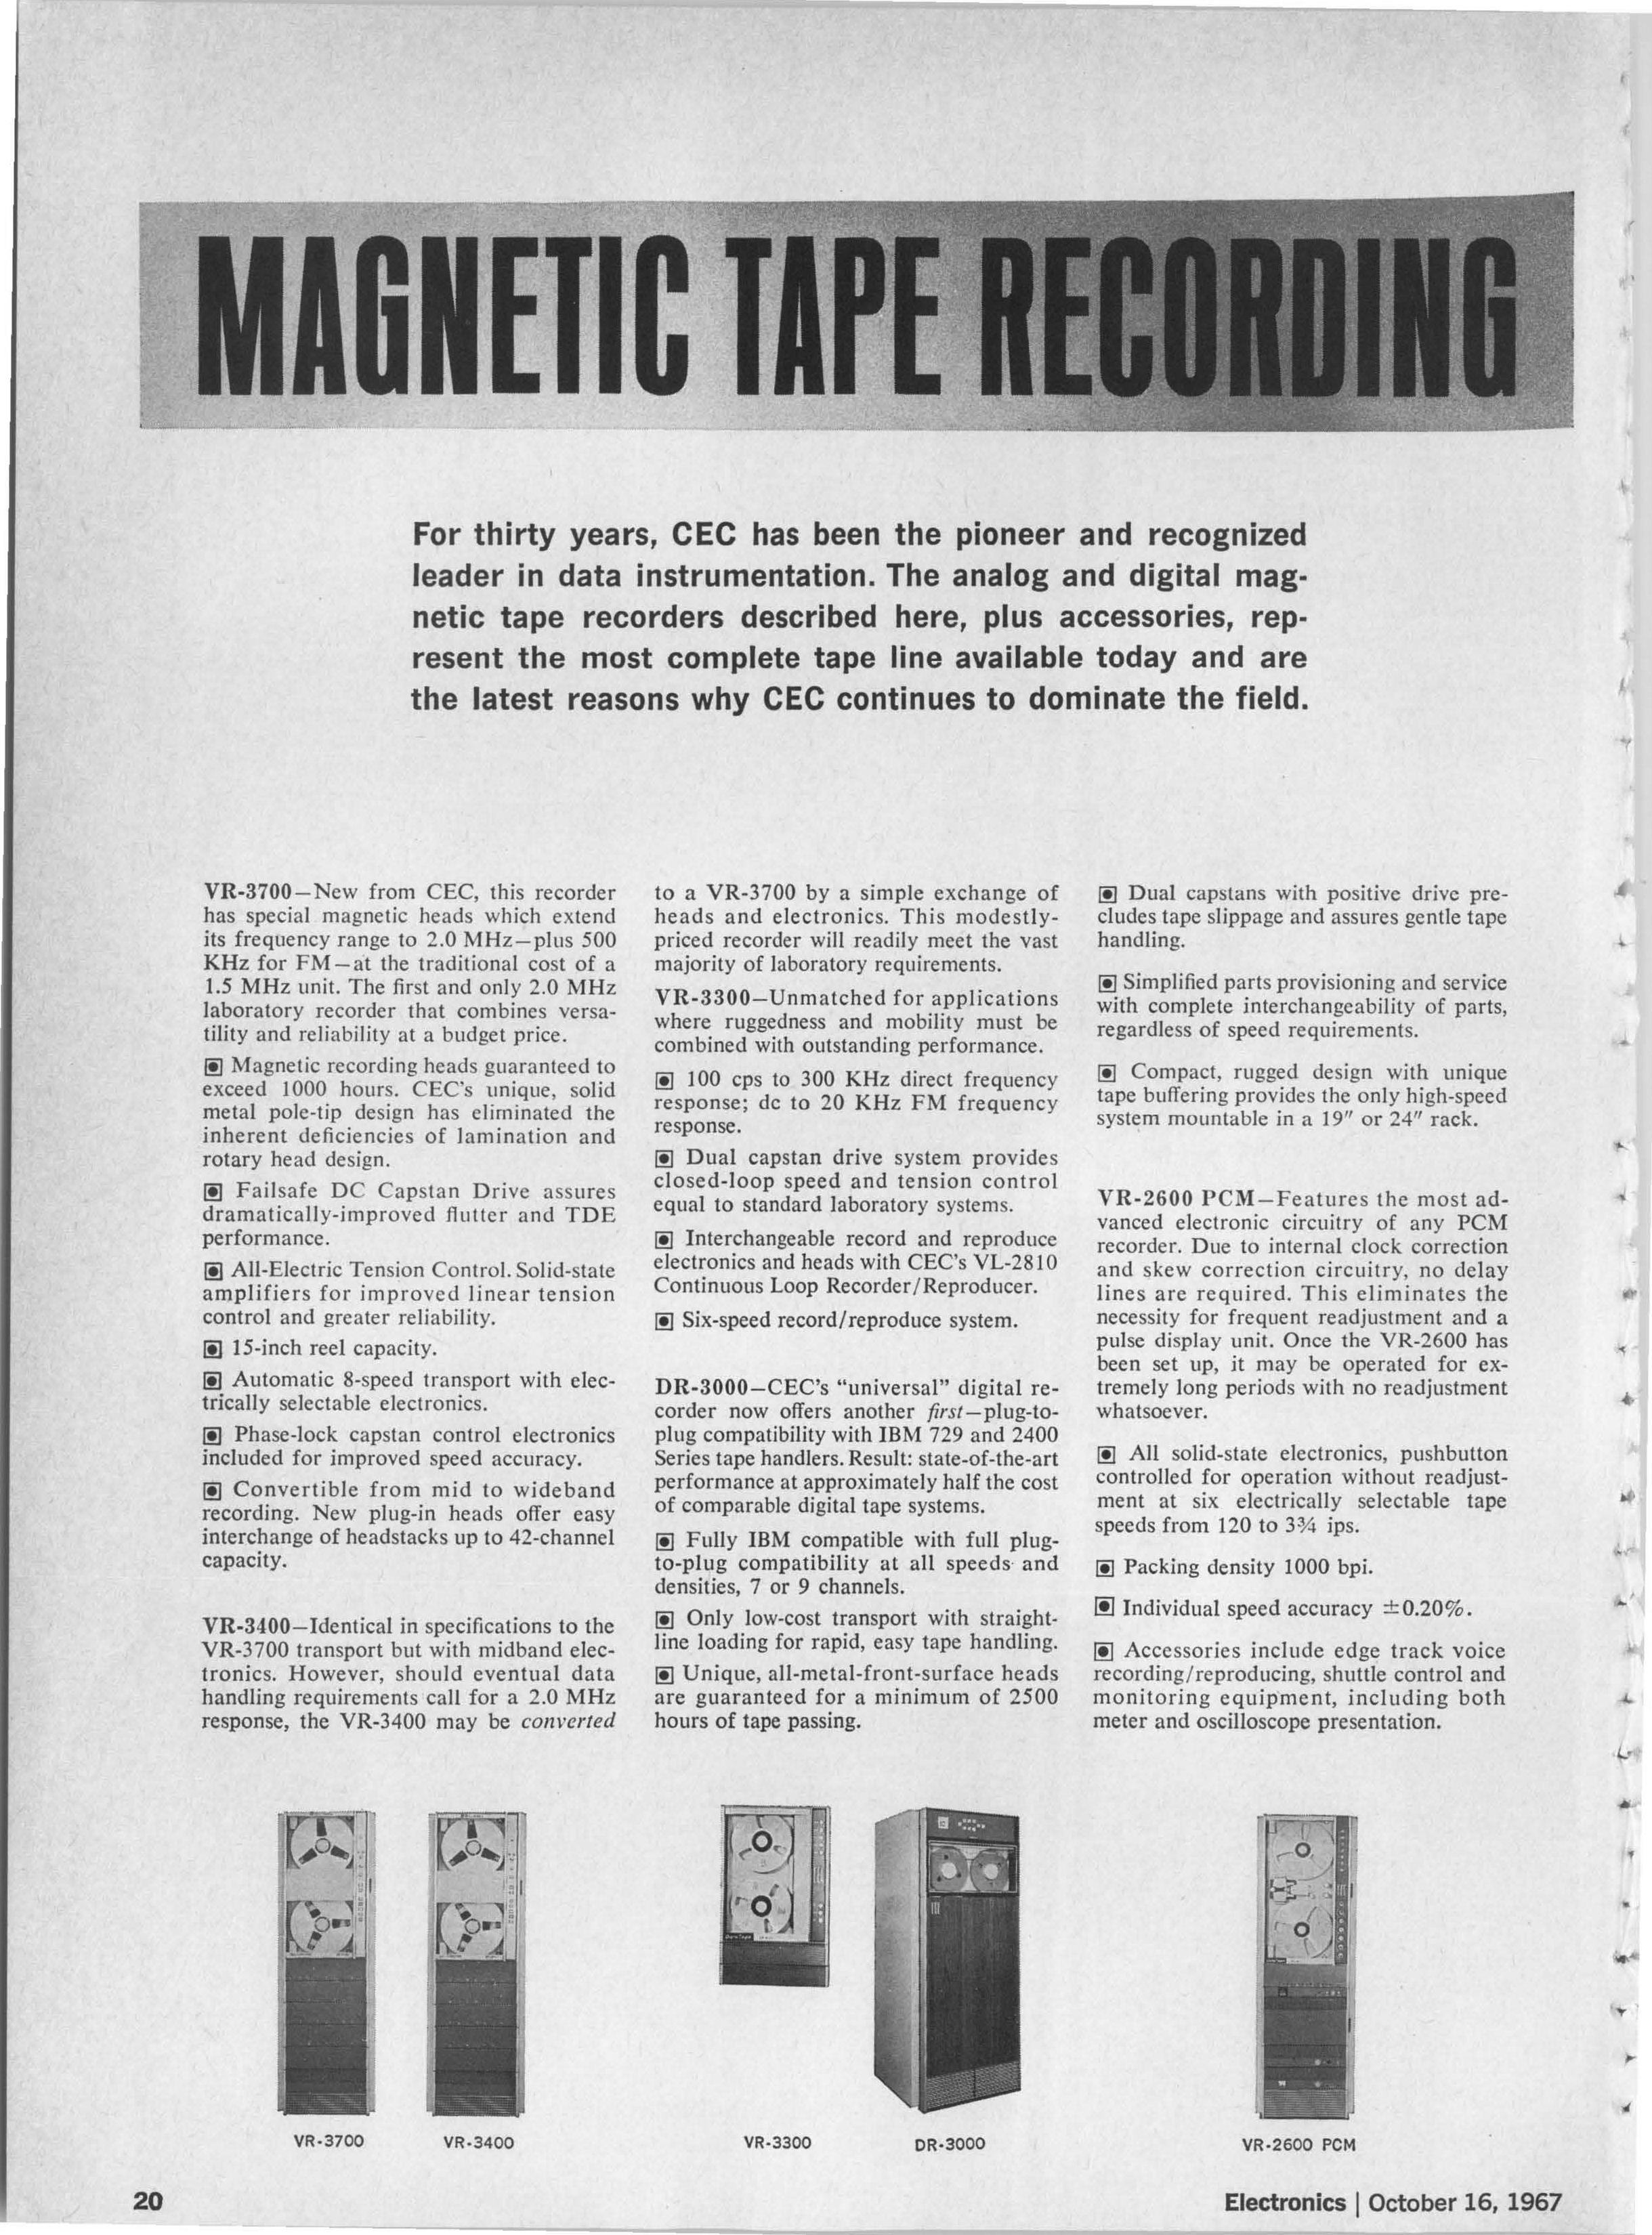 MAGNETIC TAPE RECORDING
For thirty years, CEC has been the pioneer and recognized
leader in data instrumentation. The analog and digital mag-
netic tape recorders described here, plus accessories, rep-
resent the most complete tape line available today and are
the latest reasons why CEC continues to dominate the field.
VR-3700—New from CEC, this recorder
has special magnetic heads which extend
its frequency range to 2.0 MHz—plus 500
KHz for FM—at the traditional cost of a
1.5 MHz unit. The first and only 2.0 MHz
laboratory recorder that combines versa-
tility and reliability at a budget price.
Magnetic recording heads guaranteed to
exceed 1000 hours. CEC's unique, solid
metal pole-tip design has eliminated the
inherent deficiencies of lamination and
rotary head design.
Failsafe DC Capstan Drive assures
dramatically-improved flutter and TDE
performance.
All-Electric Tension Control. Solid-state
amplifiers for improved linear tension
control and greater reliability.
15-inch reel capacity.
Automatic 8-speed transport with elec-
trically selectable electronics.
Phase-lock capstan control electronics
included for improved speed accuracy.
Convertible from mid to wideband
recording. New plug-in heads offer easy
interchange of headstacks up to 42-channel
capacity.
VR-3400—Identical in specifications to the
VR-3700 transport but with midband elec-
tronics. However, should eventual data
handling requirements call for a 2.0 MHz
response, the VR-3400 may be converted
to a VR-3700 by a simple exchange of
heads and electronics. This modestly-
priced recorder will readily meet the vast
majority of laboratory requirements.
VR-3300—Unmatched for applications
where ruggedness and mobility must be
combined with outstanding performance.
100 cps to 300 KHz direct frequency
response; dc to 20 KHz FM frequency
response.
Dual capstan drive system provides
closed-loop speed and tension control
equal to standard laboratory systems.
Interchangeable record and reproduce
electronics and heads with CEC's VL-2810
Continuous Loop Recorder/Reproducer.
Six-speed record/reproduce system.
DR-3000—CEC's "universal" digital re-
corder now offers another first—plug-to-
plug compatibility with IBM 729 and 2400
Series tape handlers. Result: state-of-the-art
performance at approximately half the cost
of comparable digital tape systems.
Fully IBM compatible with full plug-
to-plug compatibility at all speeds and
densities, 7 or 9 channels.
Only low-cost transport with straight-
line loading for rapid, easy tape handling.
Unique, all-metal-front-surface heads
are guaranteed for a minimum of 2500
hours of tape passing.
Dual capstans with positive drive pre-
cludes tape slippage and assures gentle tape
handling.
Simplified parts provisioning and service
with complete interchangeability of parts,
regardless of speed requirements.
Compact, rugged design with unique
tape buffering provides the only high-speed
system mountable in a 19" or 24" rack.
VR-2600 PCM—Features the most ad-
vanced electronic circuitry of any PCM
recorder. Due to internal clock correction
and skew correction circuitry, no delay
lines are required. This eliminates the
necessity for frequent readjustment and a
pulse display unit. Once the VR-2600 has
been set up, it may be operated for ex-
tremely long periods with no readjustment
whatsoever.
All solid-state electronics, pushbutton
controlled for operation without readjust-
ment at six electrically selectable tape
speeds from 120 to 3¾ ips.
Packing density 1000 bpi.
Individual speed accuracy ±0.20%.
Accessories include edge track voice
recording/reproducing, shuttle control and
monitoring equipment, including both
meter and oscilloscope presentation.
VR-3700
VR-3400
VR-3300
DR-3000
VR-2600 PCM
20
Electronics | October 16, 1967